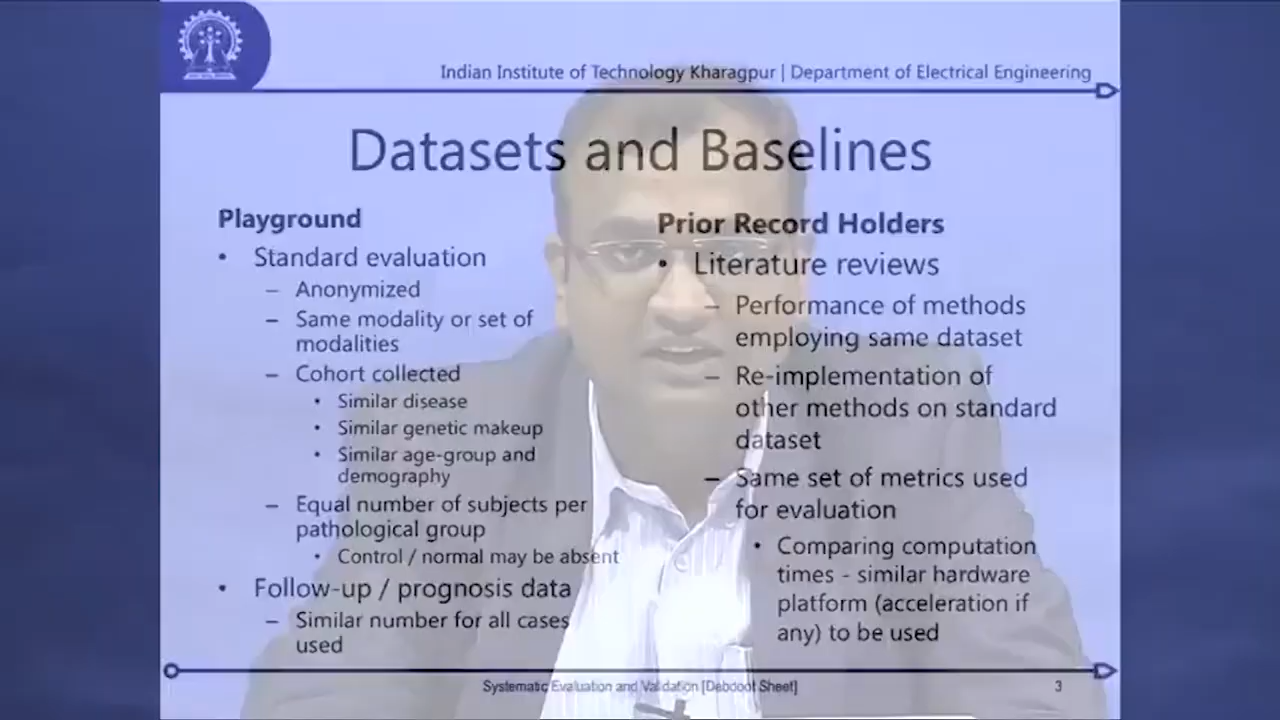 Indian Institute of Technology Kharagpur | Department of Electrical Engineering
Datasets and Baselines
Playground
• Standard evaluation
– Anonymized
– Same modality or set of
modalities
– Cohort collected
• Similar disease
• Similar genetic makeup
• Similar age-group and
demography
– Equal number of subjects per
pathological group
• Control / normal may be absent
• Follow-up / prognosis data
– Similar number for all cases
used
Prior Record Holders
• Literature reviews
– Performance of methods
employing same dataset
– Re-implementation of
other methods on standard
dataset
– Same set of metrics used
for evaluation
• Comparing computation
times - similar hardware
platform (acceleration if
any) to be used
Systematic Evaluation and Validation [Debdoot Sheet]
3